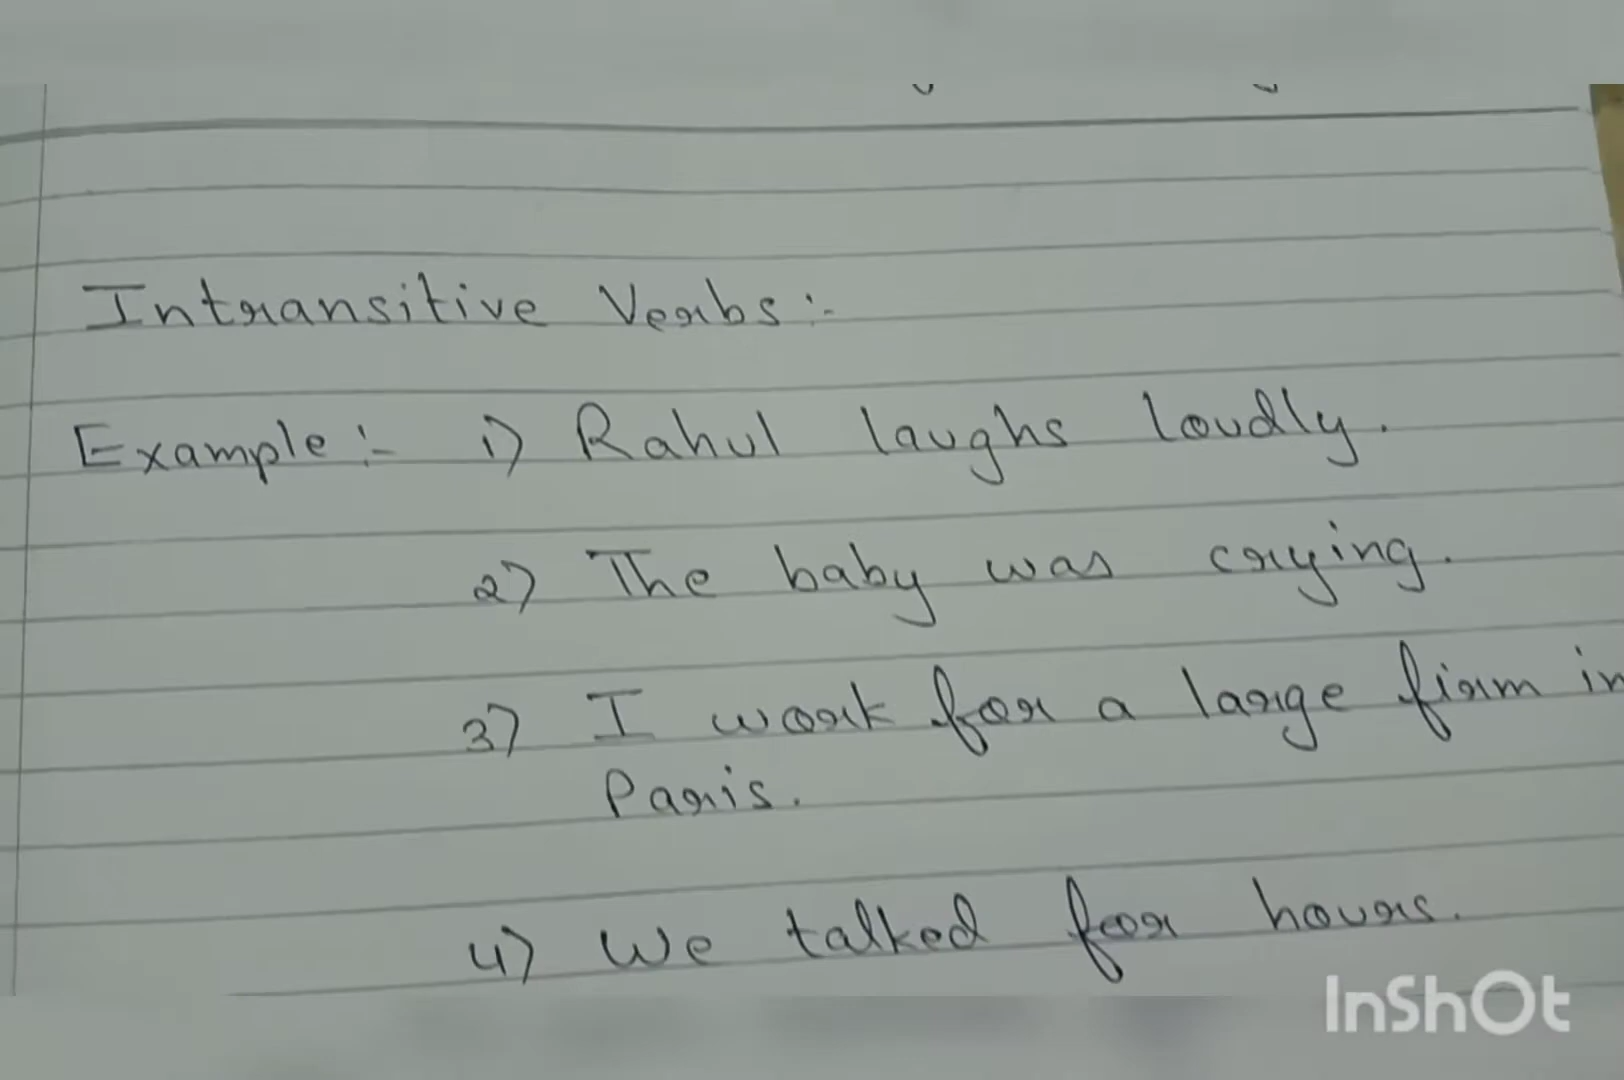 Intransitive Verbs :-
Example :- 1) Rahul laughs loudly.
2) The baby was crying.
3) I work for a large firm in
Paris.
4) We talked for hours.
InShOt